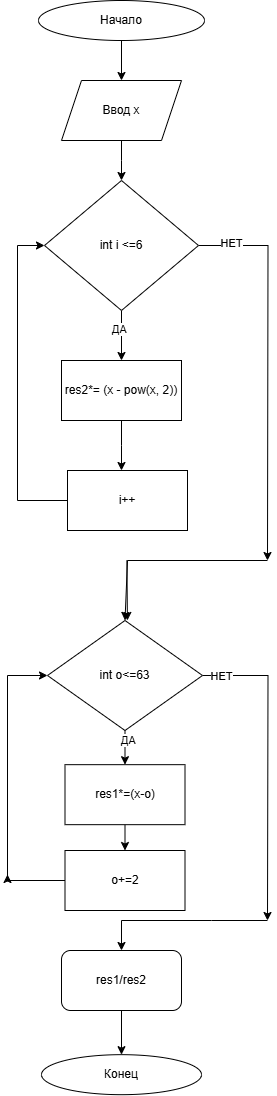 Начало
Ввод x
int i <=6
НЕТ
ДА
res2*= (x - pow(x, 2))
i++
int o<=63
НЕТ
ДА
res1*=(x-o)
o+=2
res1/res2
Конец